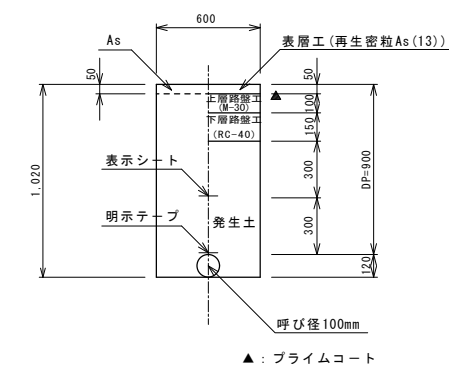 600
As
表層工(再生密粒As(13))
50
50
上層路盤工
(M-30)
▲
100
下層路盤工
(RC-40)
150
表示シート
300
1,020
DP=900
明示テープ
発生土
300
120
呼び径100mm
▲:プライムコート